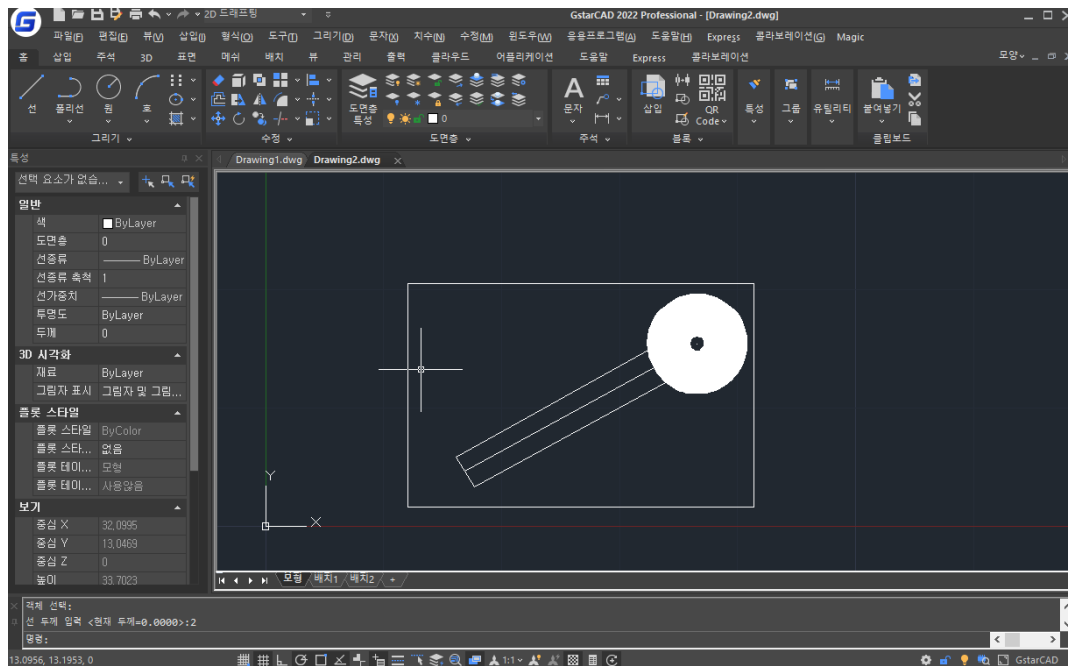 2D 드래프팅
GstarCAD 2022 Professional - [Drawing2.dwg]
파일(F) 편집(E) 뷰(V) 삽입(I) 형식(O) 도구(T) 그리기(D) 문자(X) 치수(N) 수정(M) 윈도우(W) 응용프로그램(A) 도움말(H) Express 콜라보레이션(G) Magic
홈 삽입 주석 3D 표면 메쉬 배치 뷰 관리 출력 클라우드 어플리케이션 도움말 Express 콜라보레이션 모양
선 폴리선 원 호 도면층 특성 0 문자 삽입 QR Code 특성 그룹 유틸리티 붙여넣기
그리기 수정 도면층 주석 블록 클립보드
특성
Drawing1.dwg Drawing2.dwg
선택 요소가 없습...
일반
색 ByLayer
도면층 0
선종류 ByLayer
선종류 축척 1
선가중치 ByLayer
투명도 ByLayer
두께 0
3D 시각화
재료 ByLayer
그림자 표시 그림자 및 그림...
플롯 스타일
플롯 스타일 ByColor
플롯 스타... 없음
플롯 테이... 모형
플롯 테이... 사용않음
보기
중심 X 32,0995
중심 Y 13,0469
중심 Z 0
높이 33,7023
Y
X
모형 배치1 배치2 +
객체 선택:
선 두께 입력 <현재 두께=0.0000>:2
명령:
13.0956, 13.1953, 0
1:1
GstarCAD